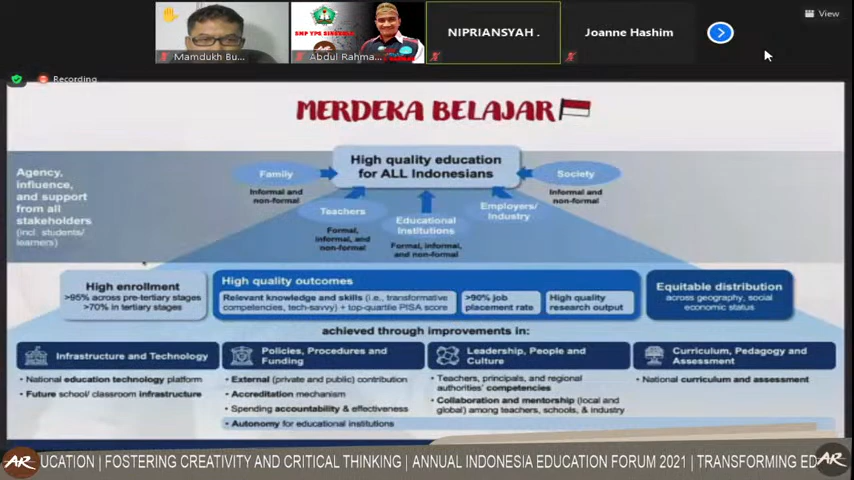 View
SMP YPS SINGKOLE
Mamdukh Bu...
Abdul Rahma...
NIPRIANSYAH .
Joanne Hashim
Recording
MERDEKA BELAJAR
Agency,
influence,
and support
from all
stakeholders
(incl. students/
learners)
High quality education
for ALL Indonesians
Family
Informal and
non-formal
Teachers
Formal,
informal, and
non-formal
Educational
Institutions
Formal, informal,
and non-formal
Employers/
Industry
Society
Informal and
non-formal
High enrollment
>95% across pre-tertiary stages
>70% in tertiary stages
High quality outcomes
Relevant knowledge and skills (i.e., transformative
competencies, tech-savvy) + top-quartile PISA score
>90% job
placement rate
High quality
research output
Equitable distribution
across geography, social
economic status
achieved through improvements in:
Infrastructure and Technology
• National education technology platform
• Future school/ classroom infrastructure
Policies, Procedures and
Funding
• External (private and public) contribution
• Accreditation mechanism
• Spending accountability & effectiveness
• Autonomy for educational institutions
Leadership, People and
Culture
• Teachers, principals, and regional
authorities' competencies
• Collaboration and mentorship (local and
global) among teachers, schools, & industry
Curriculum, Pedagogy and
Assessment
• National curriculum and assessment
AR UCATION | FOSTERING CREATIVITY AND CRITICAL THINKING | ANNUAL INDONESIA EDUCATION FORUM 2021 | TRANSFORMING ED AR